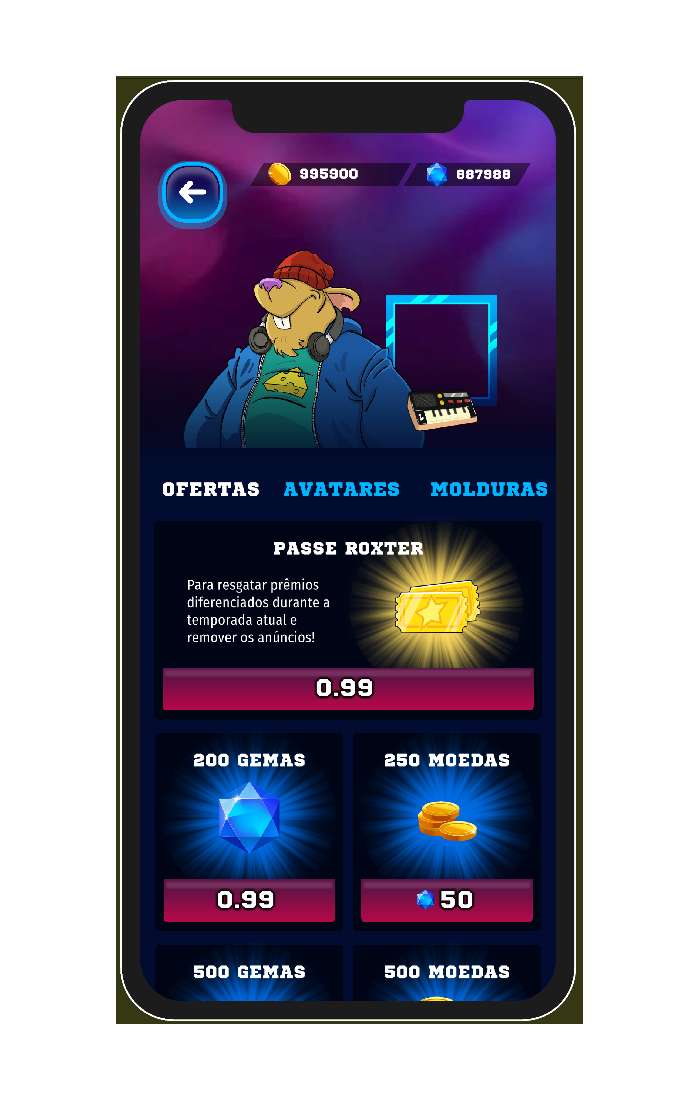 995900 887988
OFERTAS AVATARES MOLDURAS
PASSE ROXTER
Para resgatar prêmios
diferenciados durante a
temporada atual e
remover os anúncios!
0.99
200 GEMAS 250 MOEDAS
0.99 50
500 GEMAS 500 MOEDAS